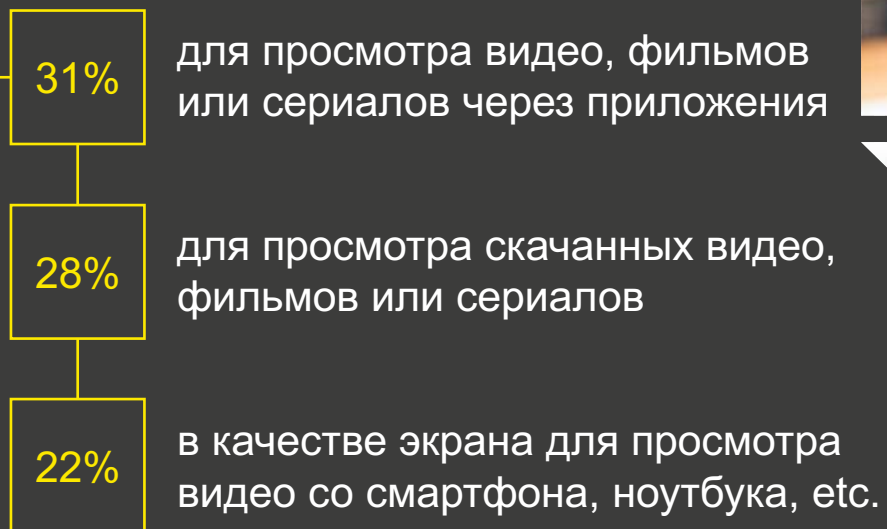 31%
для просмотра видео, фильмов
или сериалов через приложения
28%
для просмотра скачанных видео,
фильмов или сериалов
22%
в качестве экрана для просмотра
видео со смартфона, ноутбука, etc.